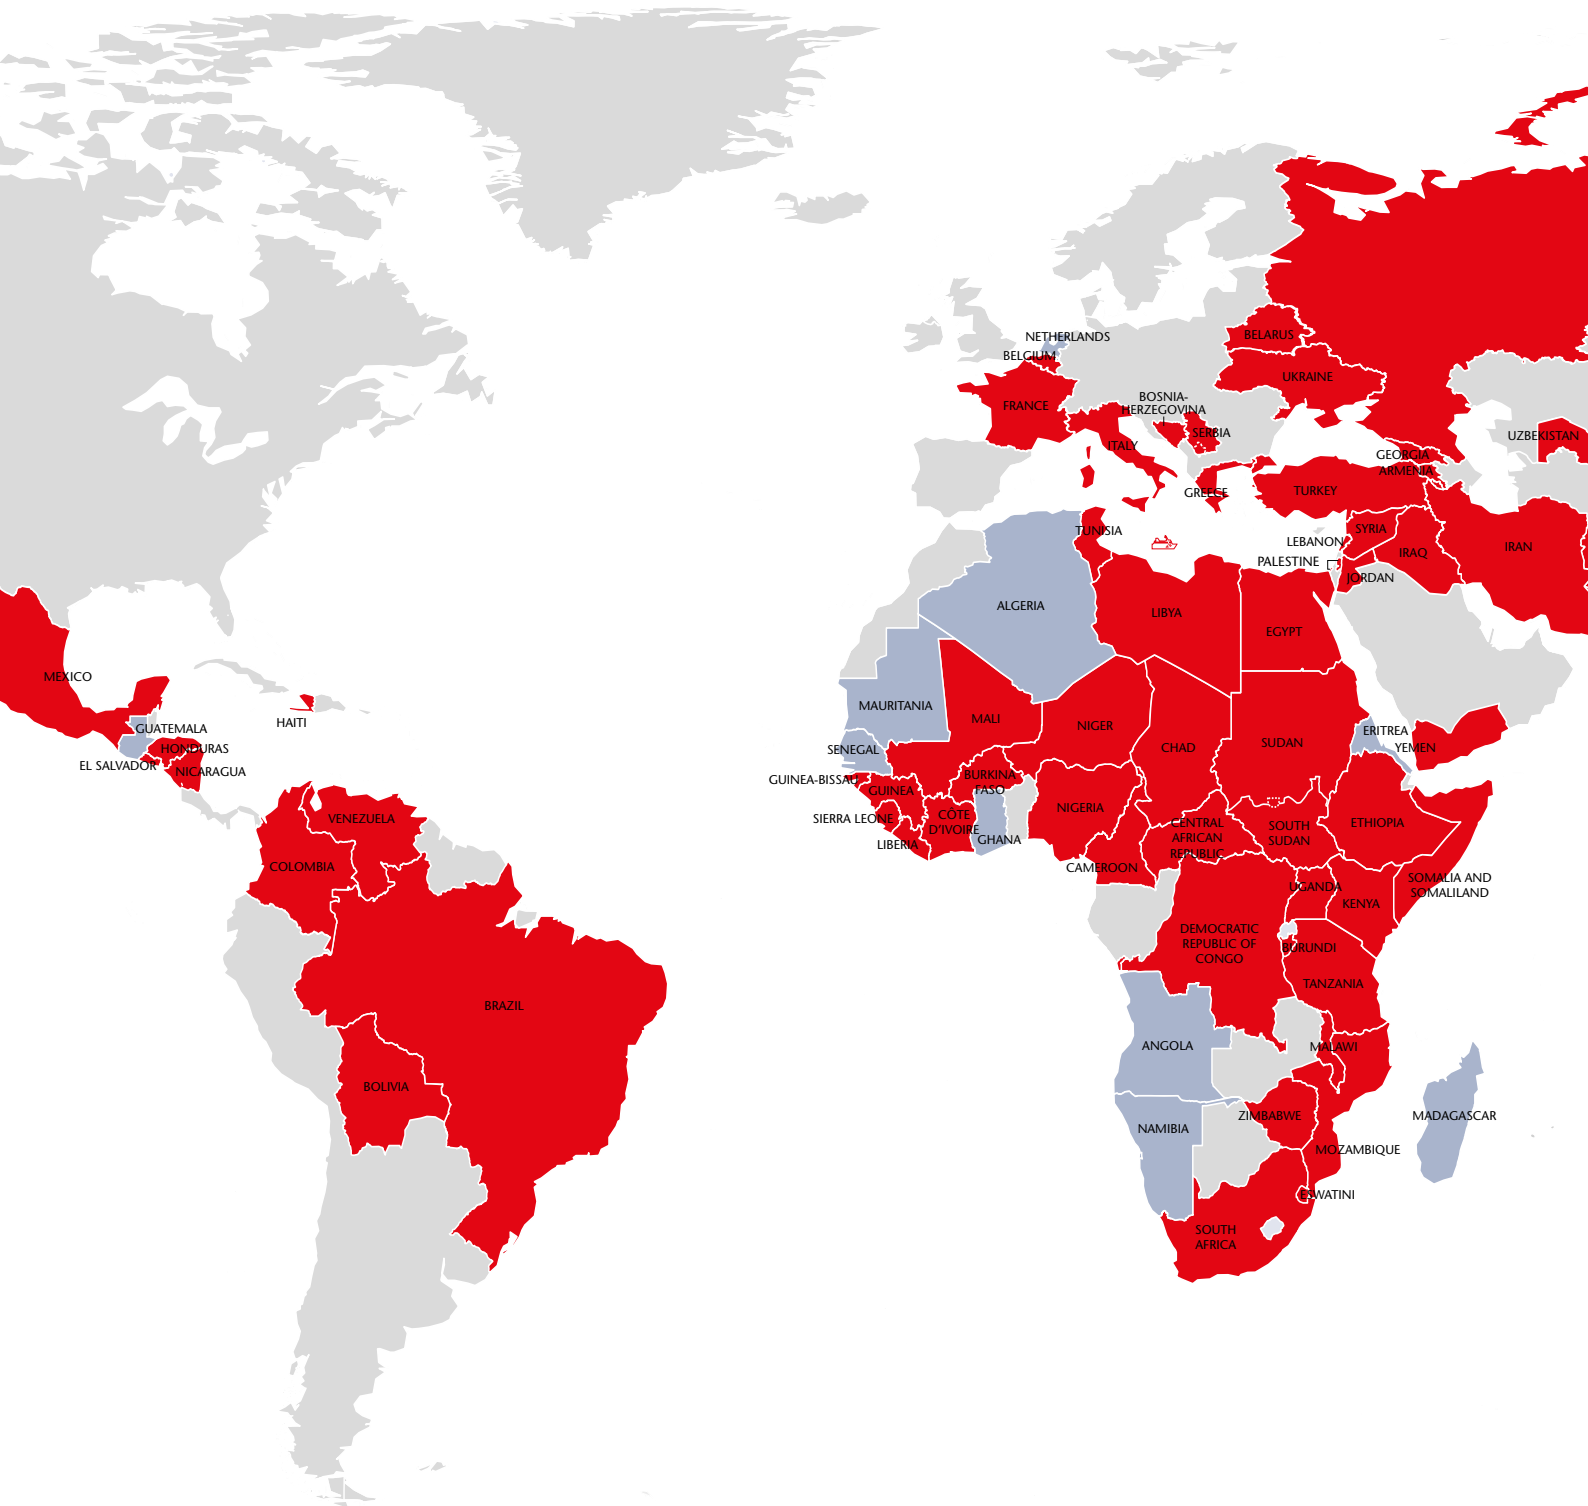 NETHERLANDS
BELARUS
BELGIUM
UKRAINE
BOSNIA-
HERZEGOVINA
FRANCE
SERBIA
UZBEKISTAN
ITALY
GEORGIA
ARMENIA
GREECE
TURKEY
TUNISIA
SYRIA
LEBANON
IRAQ
IRAN
PALESTINE
JORDAN
ALGERIA
LIBYA
EGYPT
MEXICO
MAURITANIA
MALI
NIGER
CHAD
SUDAN
ERITREA
YEMEN
HAITI
GUATEMALA
HONDURAS
EL SALVADOR
NICARAGUA
SENEGAL
GUINEA-BISSAU
GUINEA
BURKINA
FASO
SIERRA LEONE
CÔTE
D'IVOIRE
LIBERIA
GHANA
NIGERIA
CENTRAL
AFRICAN
REPUBLIC
SOUTH
SUDAN
ETHIOPIA
VENEZUELA
COLOMBIA
CAMEROON
UGANDA
KENYA
SOMALIA AND
SOMALILAND
DEMOCRATIC
REPUBLIC OF
CONGO
BURUNDI
TANZANIA
BRAZIL
BOLIVIA
ANGOLA
MALAWI
NAMIBIA
ZIMBABWE
MADAGASCAR
MOZAMBIQUE
ESWATINI
SOUTH
AFRICA